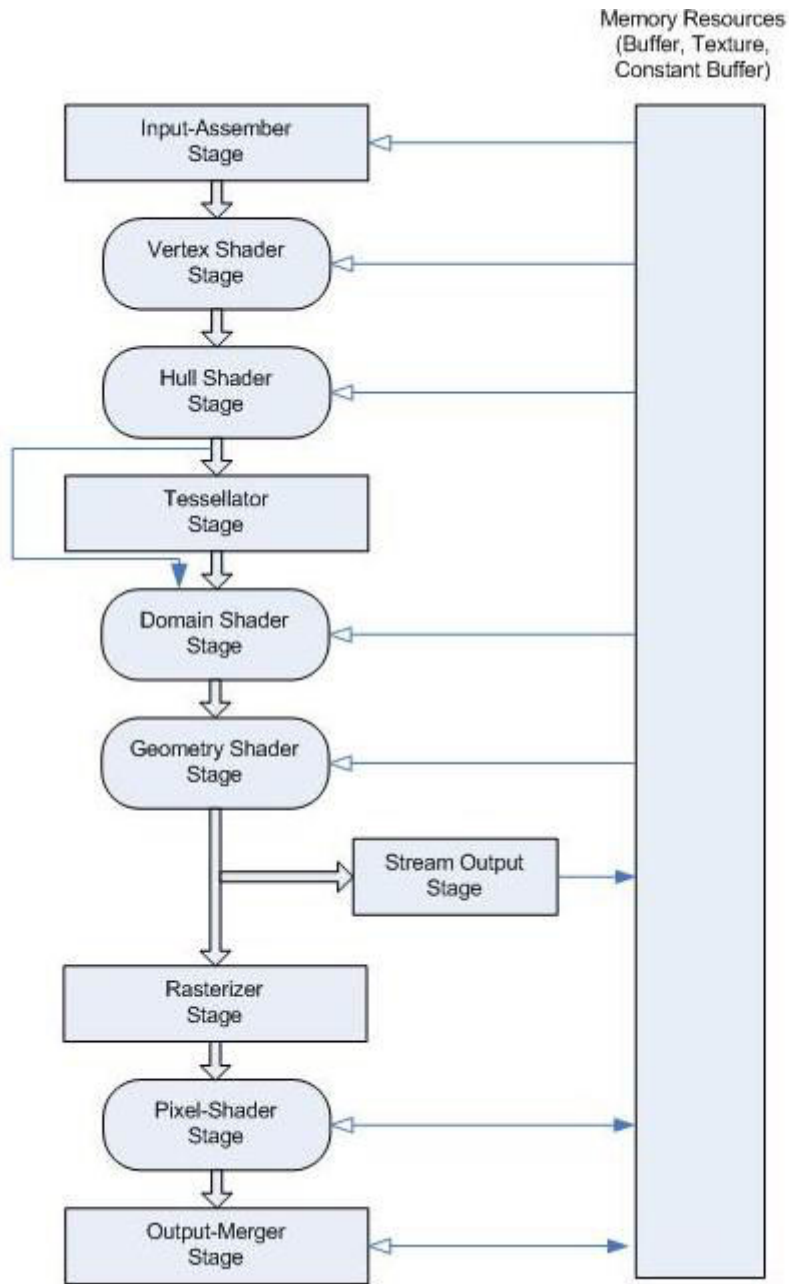 Memory Resources
(Buffer, Texture,
Constant Buffer)
Input-Assember
Stage
Vertex Shader
Stage
Hull Shader
Stage
Tessellator
Stage
Domain Shader
Stage
Geometry Shader
Stage
Stream Output
Stage
Rasterizer
Stage
Pixel-Shader
Stage
Output-Merger
Stage